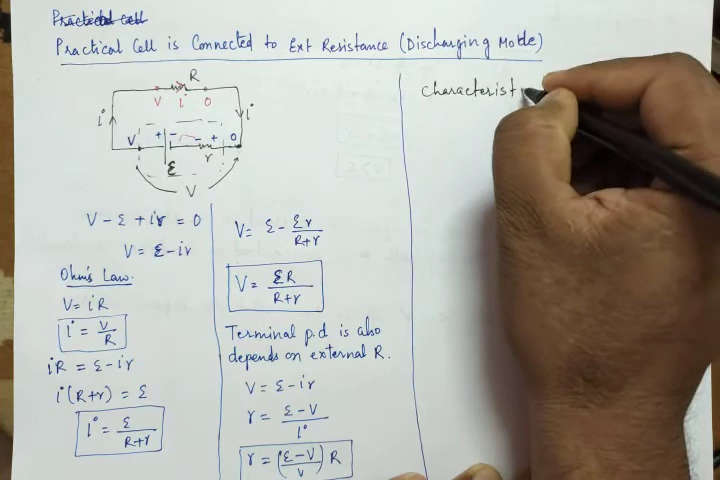 Practical cell
Practical Cell is Connected to Ext Resistance (Discharging Mode)
R
V i 0
i i
V + - - + 0
ε r
V
V - ε + ir = 0
V = ε - ir
Ohm's Law.
V = iR
i = V/R
iR = ε - ir
i(R+r) = ε
i = ε/(R+r)
V = ε - εr/(R+r)
V = εR/(R+r)
Terminal p.d is also
depends on external R.
V = ε - ir
r = (ε-V)/i
r = ((ε-V)/V) R
Characterist